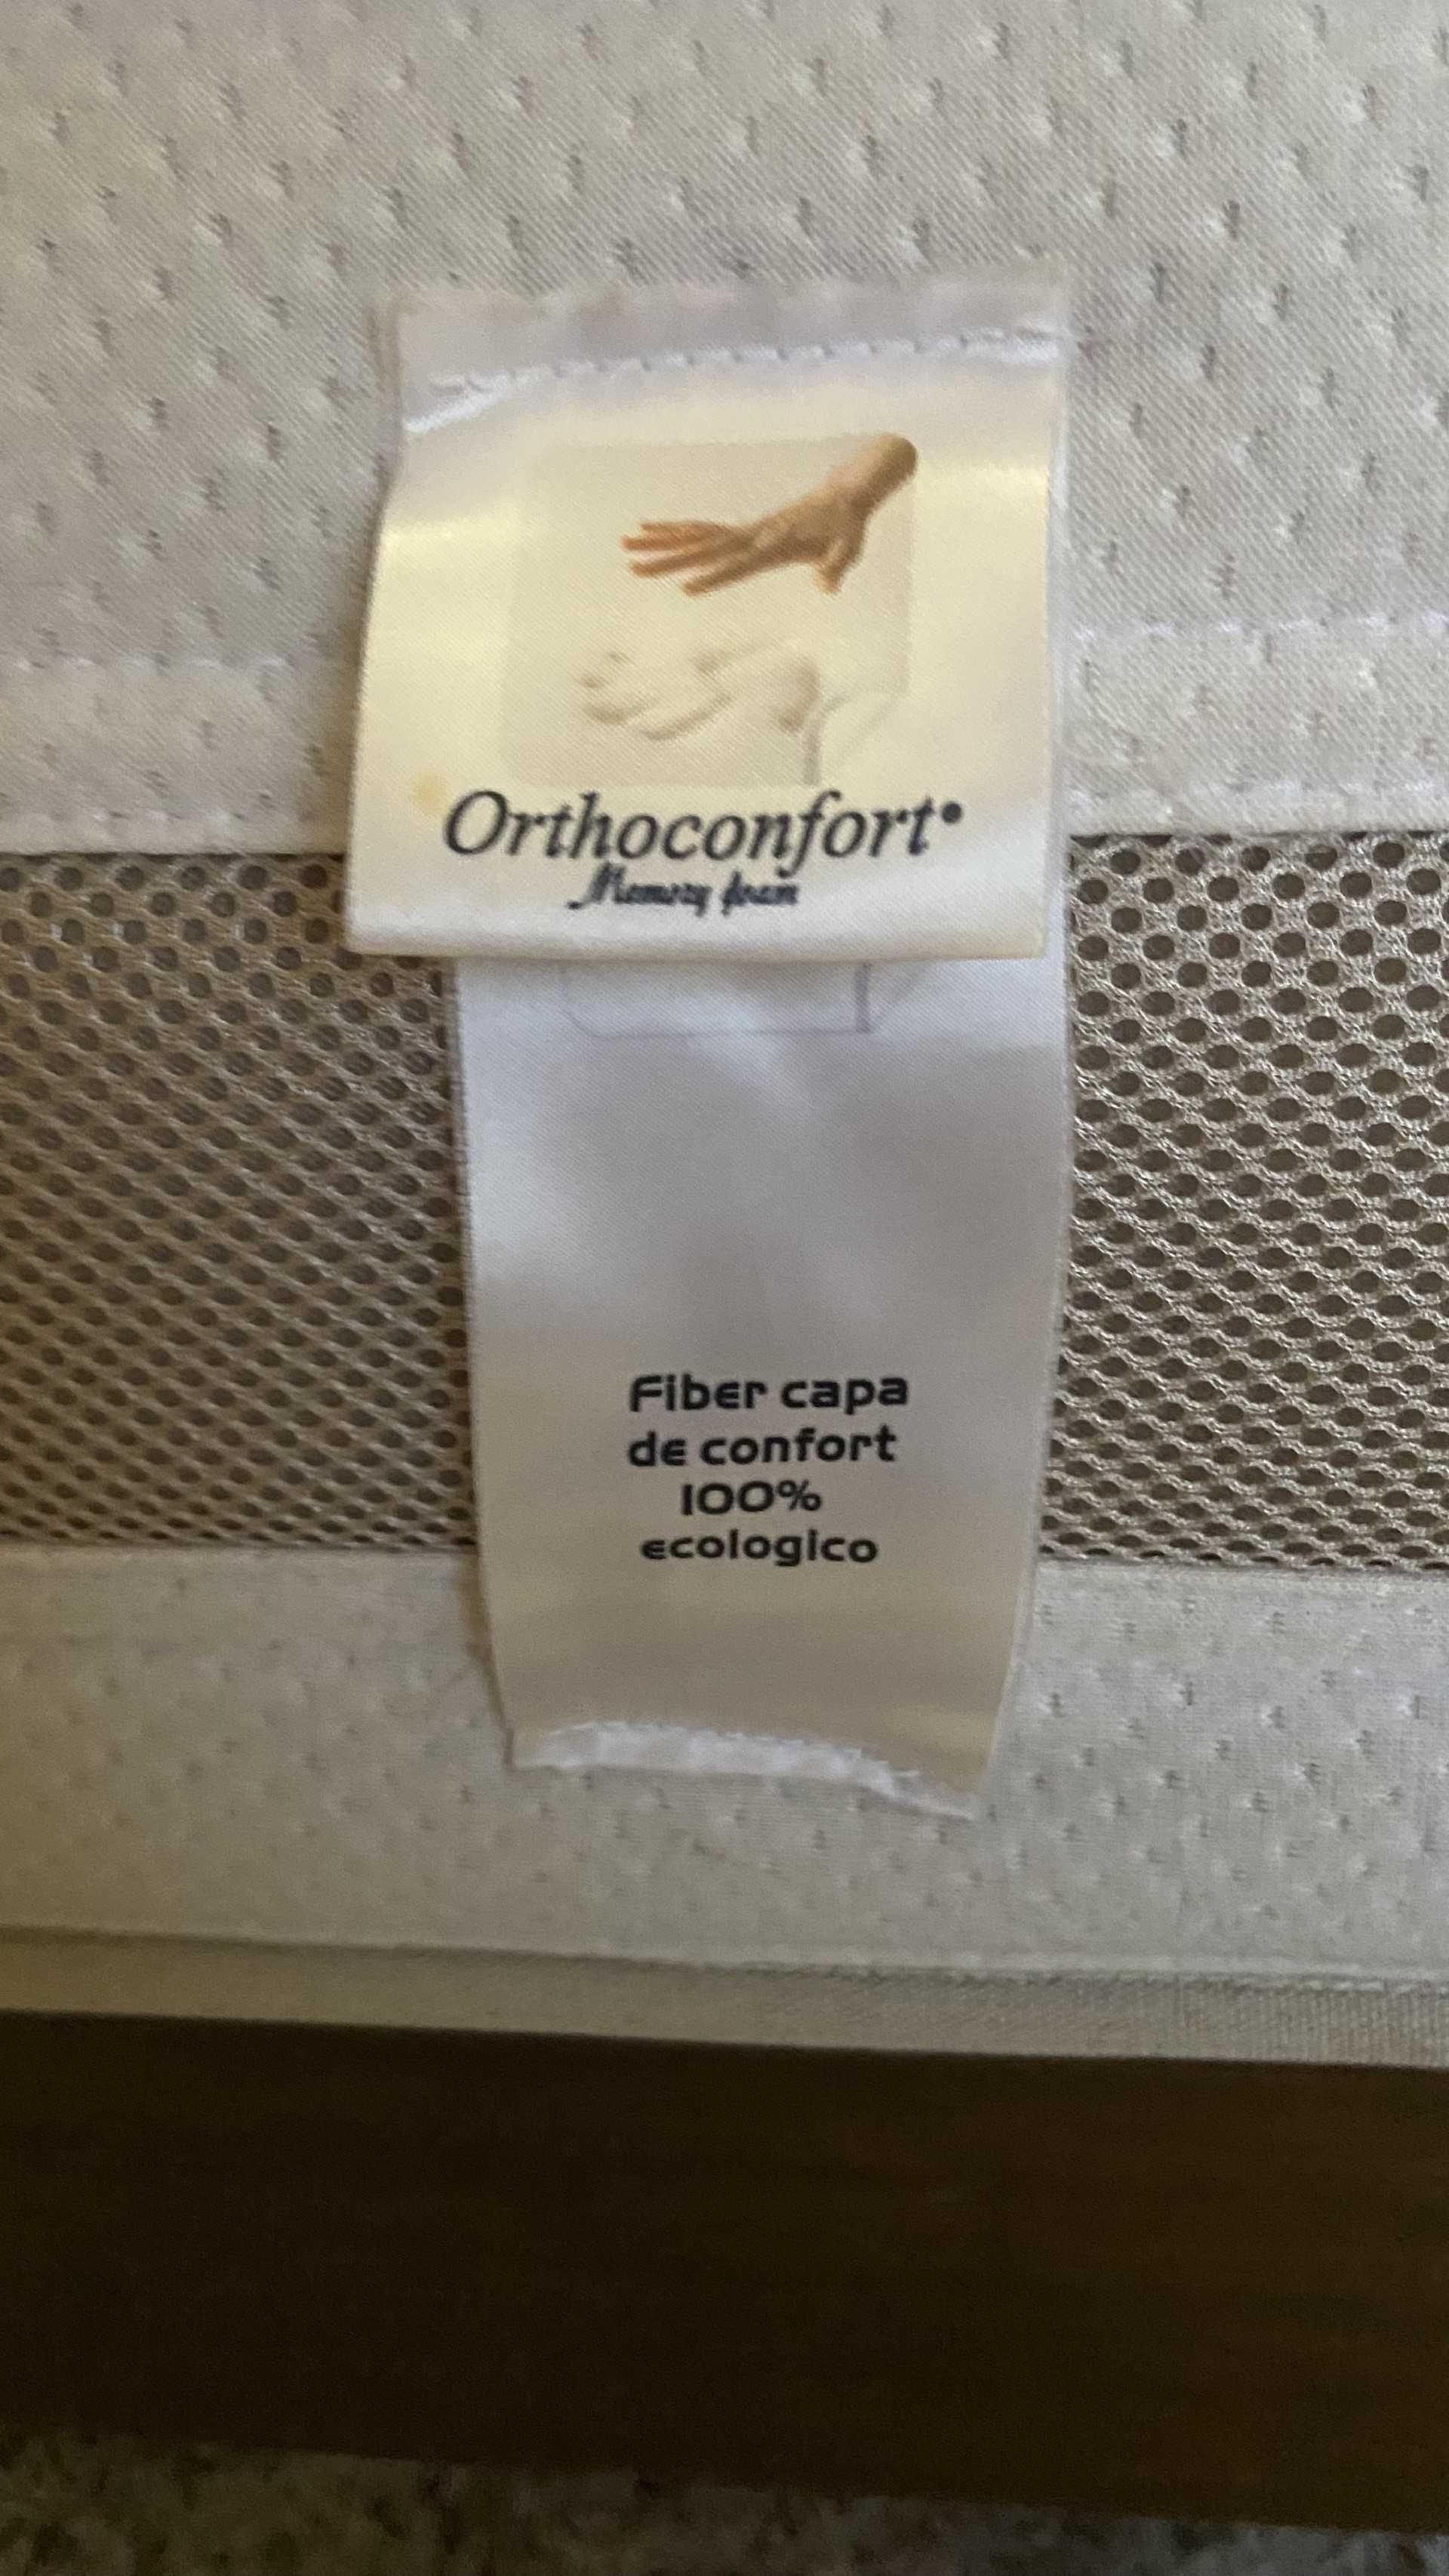 Orthoconfort
Memory foam
Fiber capa
de confort
100%
ecologico